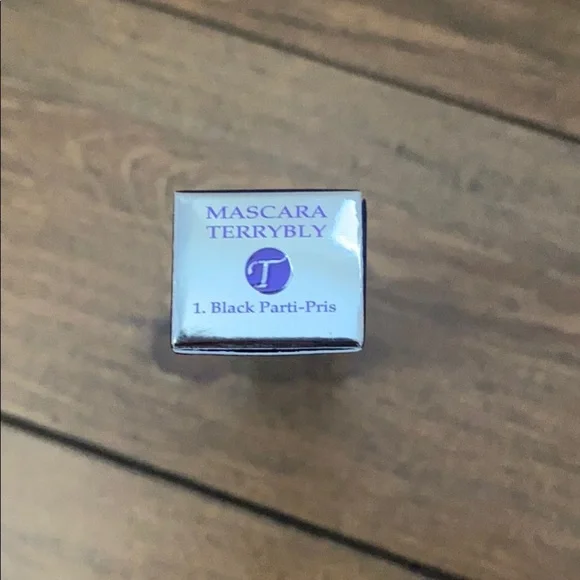 MASCARA
TERRYBLY
T
1. Black Parti-Pris